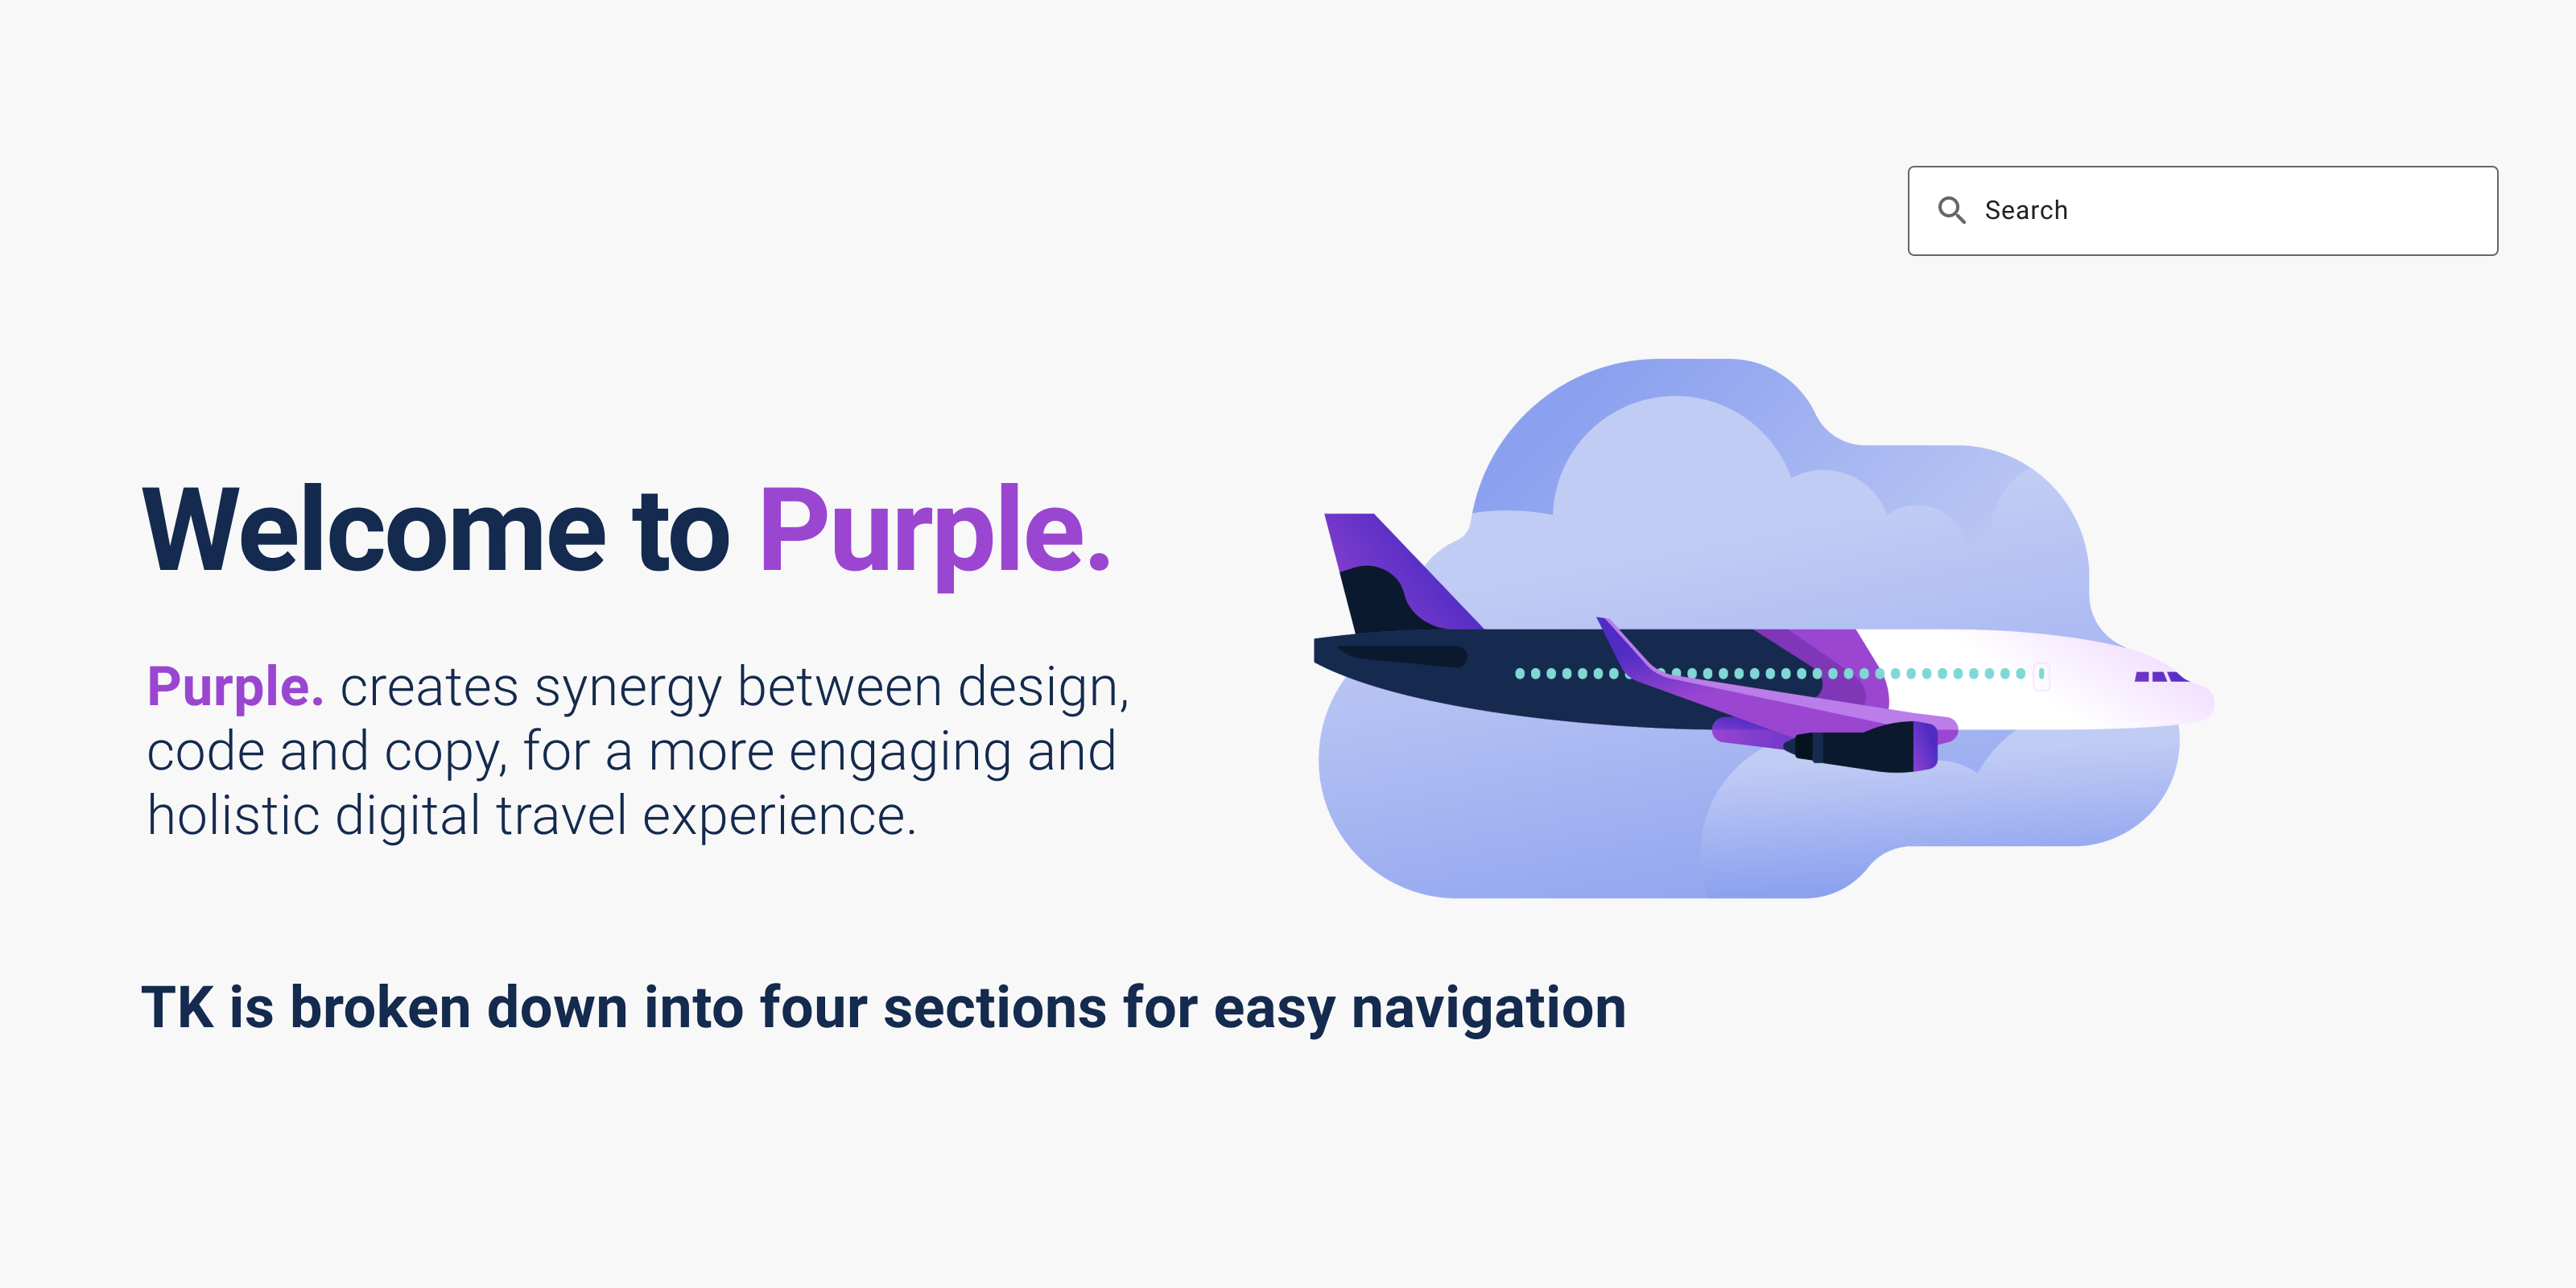 Search
Welcome to Purple.
Purple. creates synergy between design,
code and copy, for a more engaging and
holistic digital travel experience.
TK is broken down into four sections for easy navigation